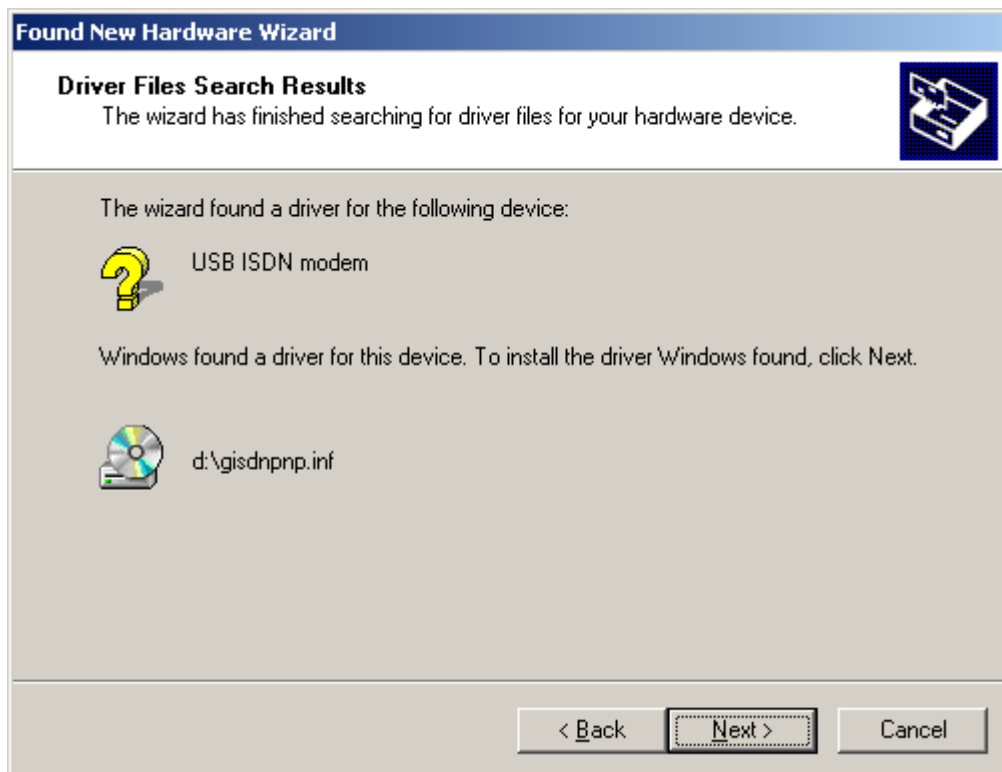 Found New Hardware Wizard
Driver Files Search Results
The wizard has finished searching for driver files for your hardware device.
The wizard found a driver for the following device:
USB ISDN modem
Windows found a driver for this device. To install the driver Windows found, click Next.
d:\gisdnpnp.inf
< Back
Next >
Cancel